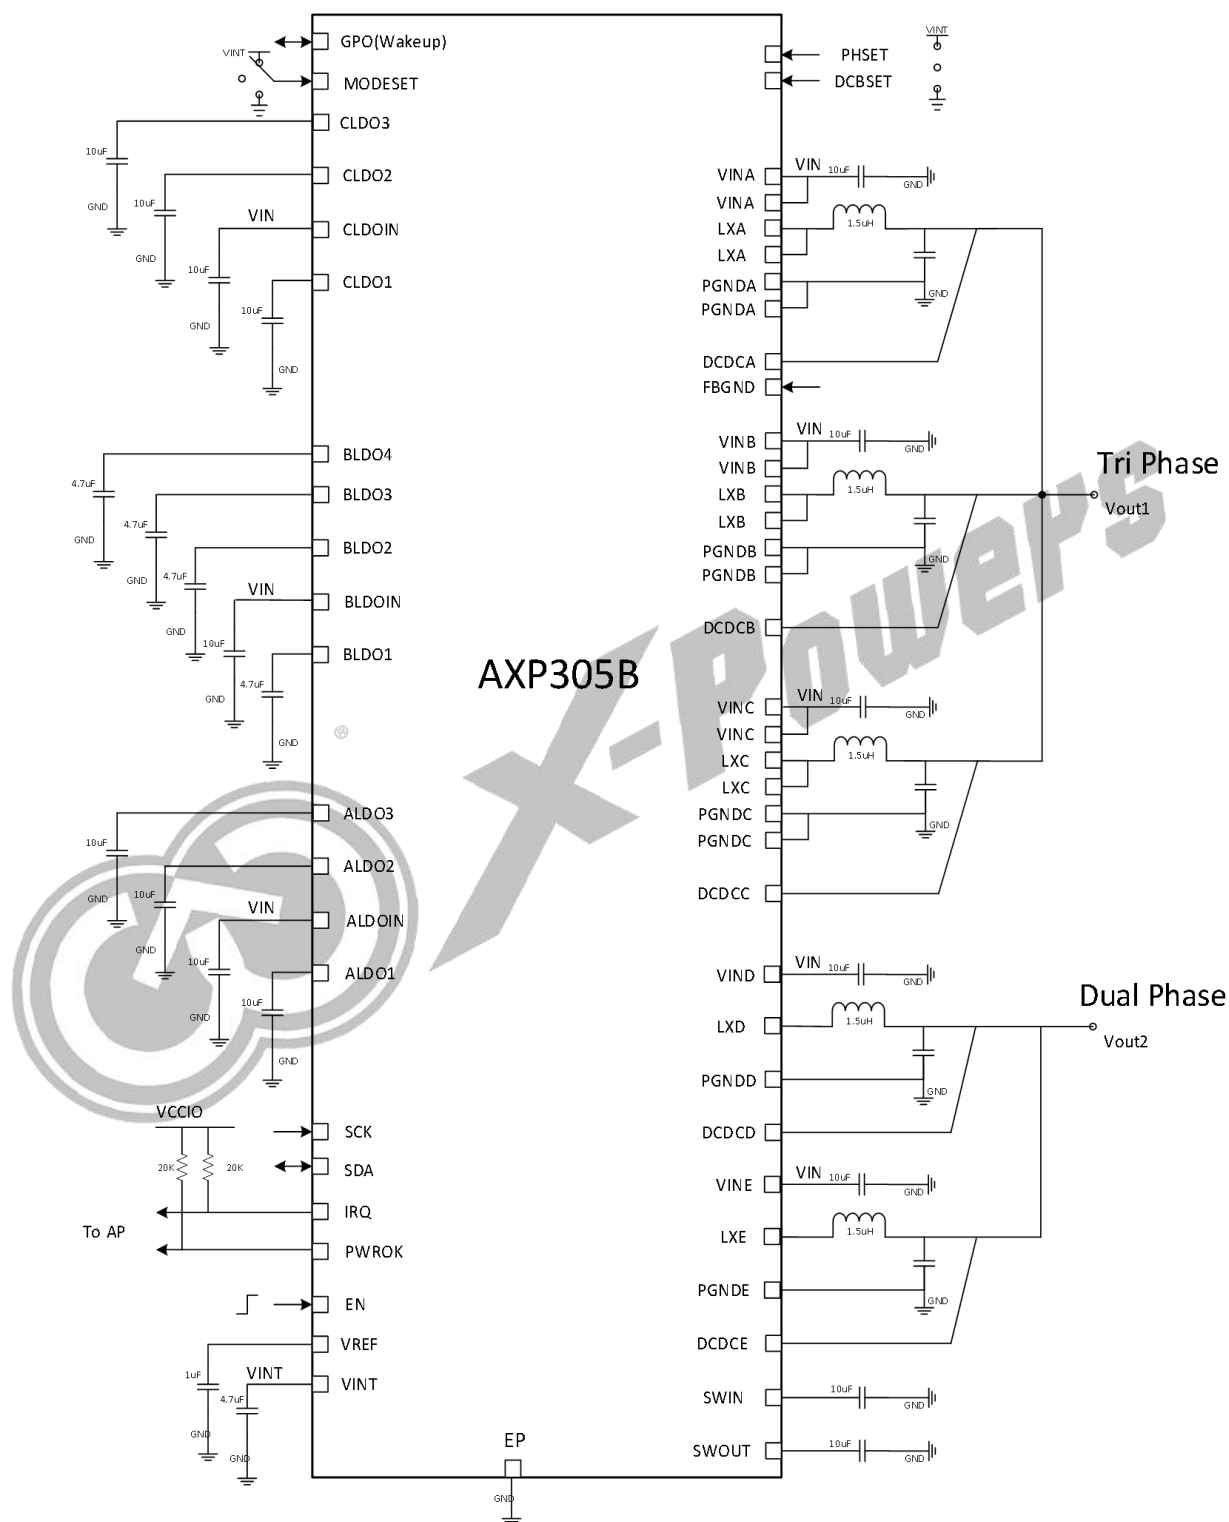 GPO(Wakeup)
VINT
MODESET
CLDO3
10uF
GND
CLDO2
10uF
GND
VIN
CLDOIN
10uF
GND
CLDO1
10uF
GND
BLDO4
4.7uF
GND
BLDO3
4.7uF
GND
BLDO2
4.7uF
GND
VIN
BLDOIN
10uF
GND
BLDO1
4.7uF
GND
ALDO3
10uF
GND
ALDO2
10uF
GND
VIN
ALDOIN
10uF
GND
ALDO1
10uF
GND
VCCIO
20K
20K
SCK
SDA
IRQ
To AP
PWROK
EN
VREF
1uF
GND
VINT
VINT
4.7uF
GND
AXP305B
X-Powers
®
EP
GND
PHSET
DCBSET
VINT
VINA
VIN
10uF
GND
VINA
LXA
1.5uH
LXA
PGNDA
GND
PGNDA
DCDCA
FBGND
VINB
VIN
10uF
GND
VINB
LXB
1.5uH
LXB
PGNDB
GND
PGNDB
DCDCB
Tri Phase
Vout1
VINC
VIN
10uF
GND
VINC
LXC
1.5uH
LXC
PGNDC
GND
PGNDC
DCDCC
VIND
VIN
10uF
GND
LXD
1.5uH
PGNDD
GND
DCDCD
Dual Phase
Vout2
VINE
VIN
10uF
GND
LXE
1.5uH
PGNDE
GND
DCDCE
SWIN
10uF
GND
SWOUT
10uF
GND